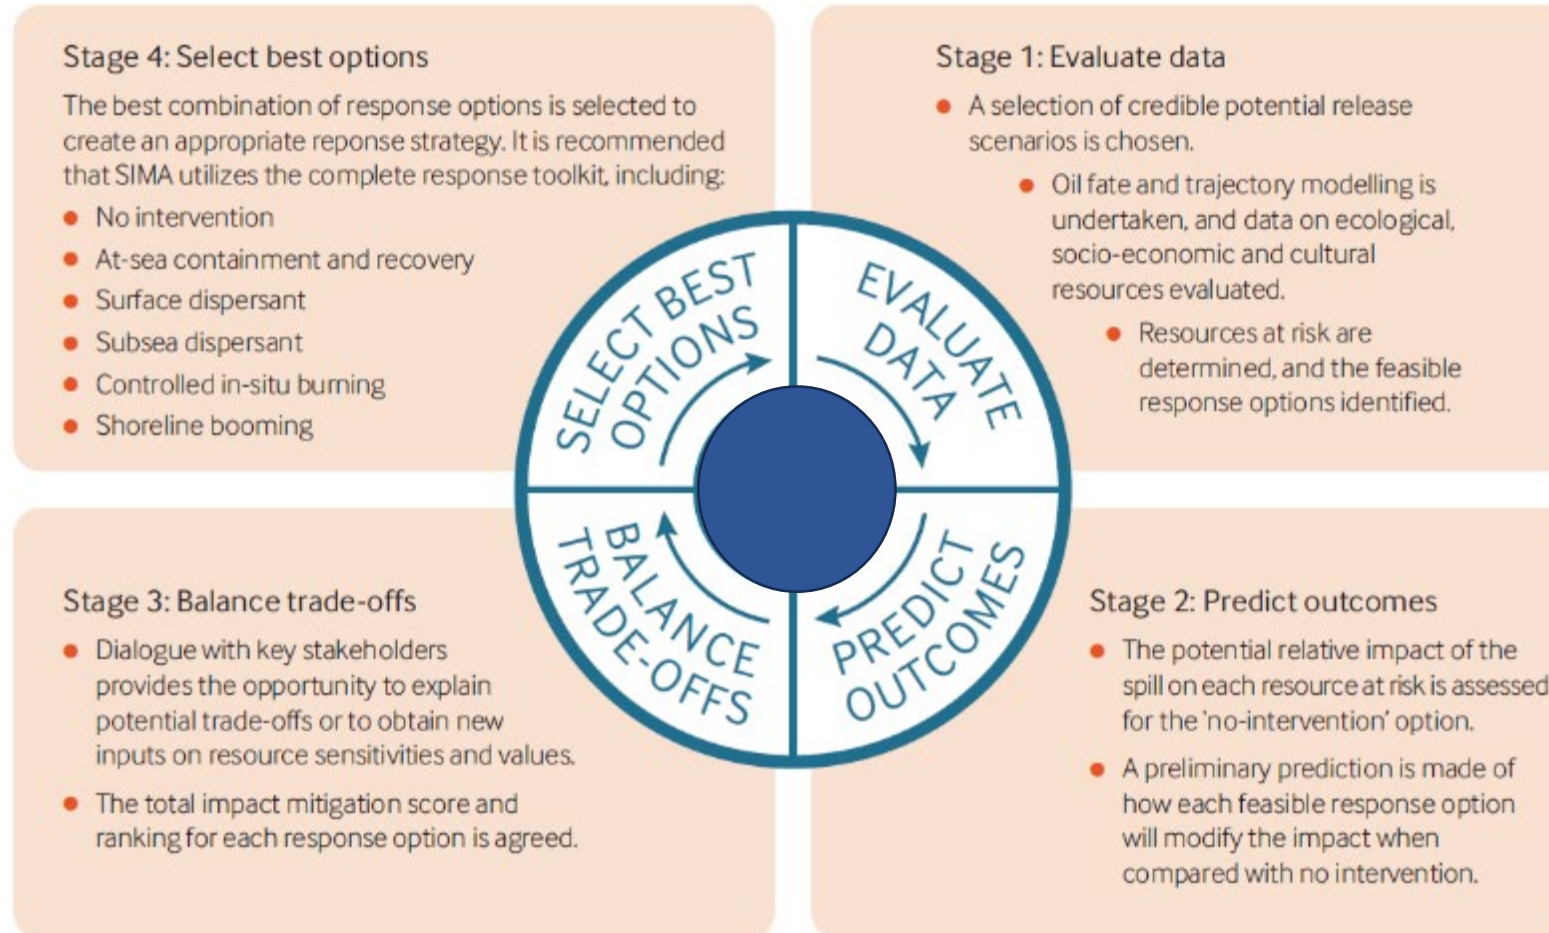 Stage 4: Select best options
The best combination of response options is selected to
create an appropriate reponse strategy. It is recommended
that SIMA utilizes the complete response toolkit, including:
• No intervention
• At-sea containment and recovery
• Surface dispersant
• Subsea dispersant
• Controlled in-situ burning
• Shoreline booming
Stage 1: Evaluate data
• A selection of credible potential release
scenarios is chosen.
• Oil fate and trajectory modelling is
undertaken, and data on ecological,
socio-economic and cultural
resources evaluated.
• Resources at risk are
determined, and the feasible
response options identified.
SELECT BEST
OPTIONS
EVALUATE
DATA
BALANCE
TRADE-OFFS
PREDICT
OUTCOMES
Stage 3: Balance trade-offs
• Dialogue with key stakeholders
provides the opportunity to explain
potential trade-offs or to obtain new
inputs on resource sensitivities and values.
• The total impact mitigation score and
ranking for each response option is agreed.
Stage 2: Predict outcomes
• The potential relative impact of the
spill on each resource at risk is assessed
for the 'no-intervention' option.
• A preliminary prediction is made of
how each feasible response option
will modify the impact when
compared with no intervention.